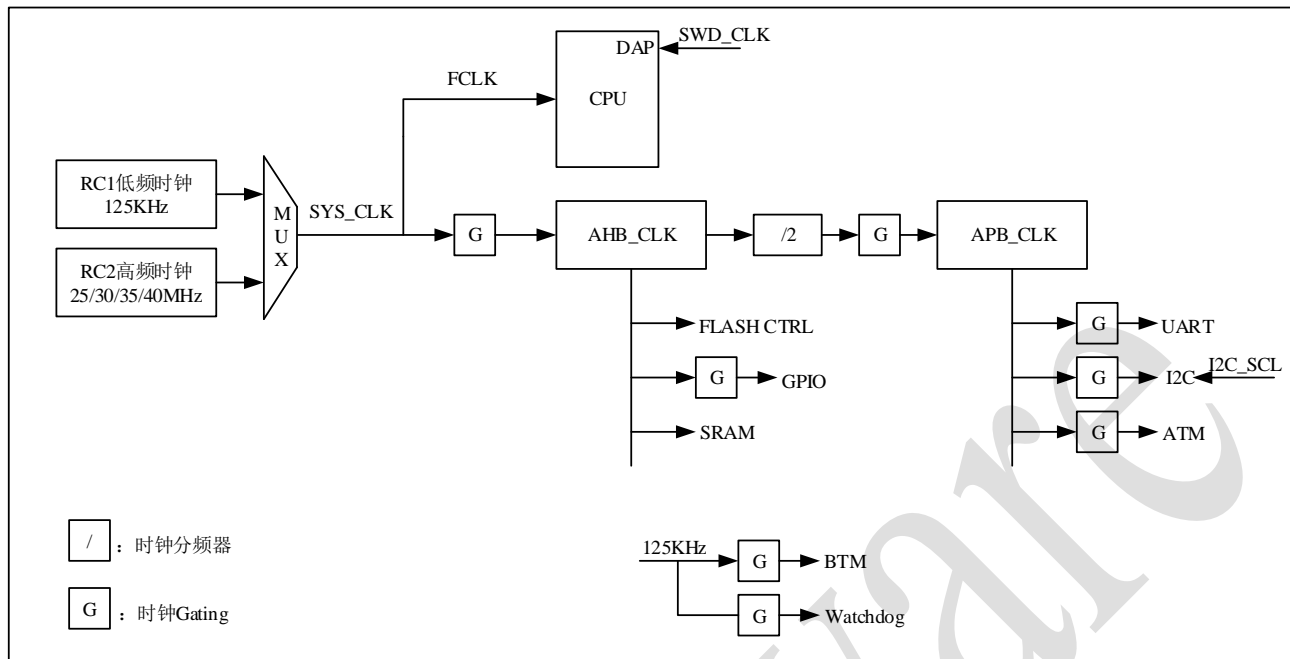 DAP
SWD_CLK
CPU
FCLK
RC1低频时钟
125KHz
RC2高频时钟
25/30/35/40MHz
M
U
X
SYS_CLK
G
AHB_CLK
/2
G
APB_CLK
FLASH CTRL
G
GPIO
SRAM
G
UART
G
I2C
I2C_SCL
G
ATM
/
：时钟分频器
G
：时钟Gating
125KHz
G
BTM
G
Watchdog
vare